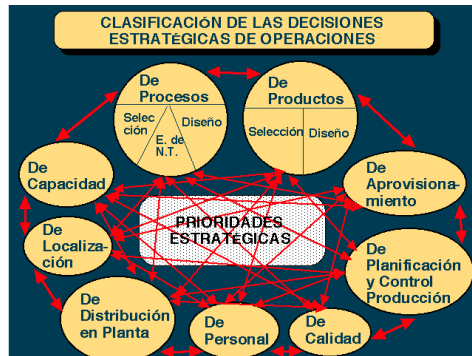 CLASIFICACIÓN DE LAS DECISIONES
ESTRATÉGICAS DE OPERACIONES
De
Procesos
Selec
ción
E. de
N.T.
Diseño
De
Productos
Selección
Diseño
De
Capacidad
De
Aprovisiona-
miento
PRIORIDADES
ESTRATÉGICAS
De
Localiza-
ción
De
Planificación
y Control
Producción
De
Distribución
en Planta
De
Personal
De
Calidad